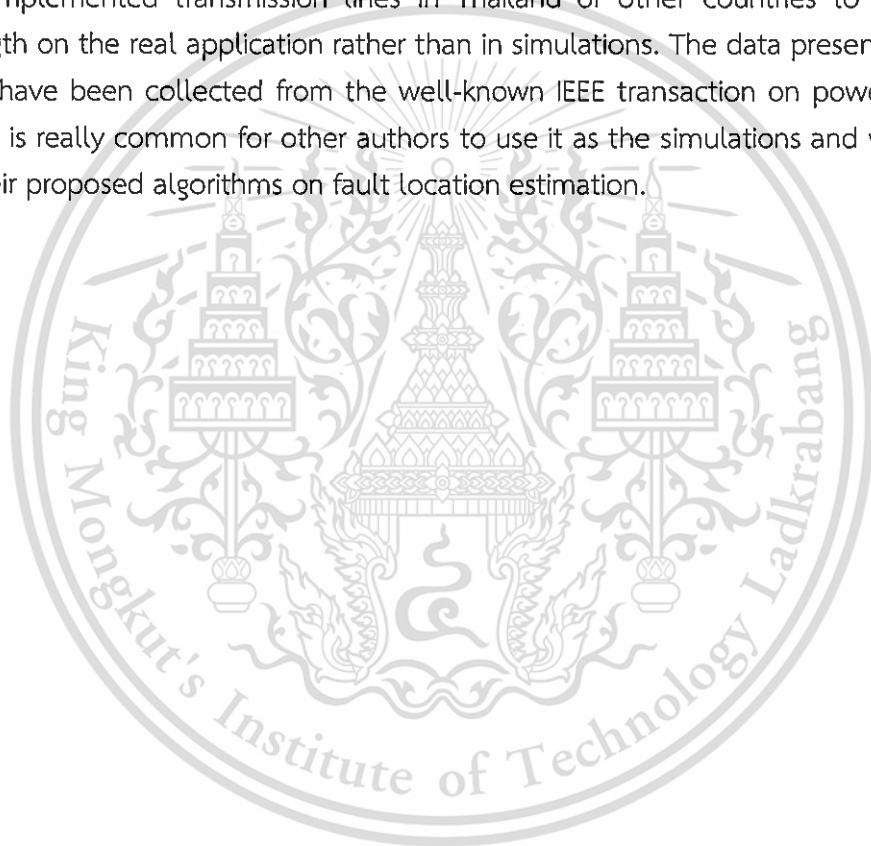 mplemented transmission lines in Thailand or other countries to
gth on the real application rather than in simulations. The data presen
have been collected from the well-known IEEE transaction on powe
is really common for other authors to use it as the simulations and v
eir proposed algorithms on fault location estimation.
King Mongkut's Institute of Technology Ladkrabang